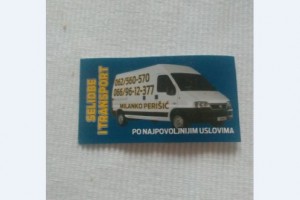 SELIDBE
I TRANSPORT
062/560-570
066/96-12-377
MILANKO PERIŠIĆ
PO NAJPOVOLJNIJIM USLOVIMA